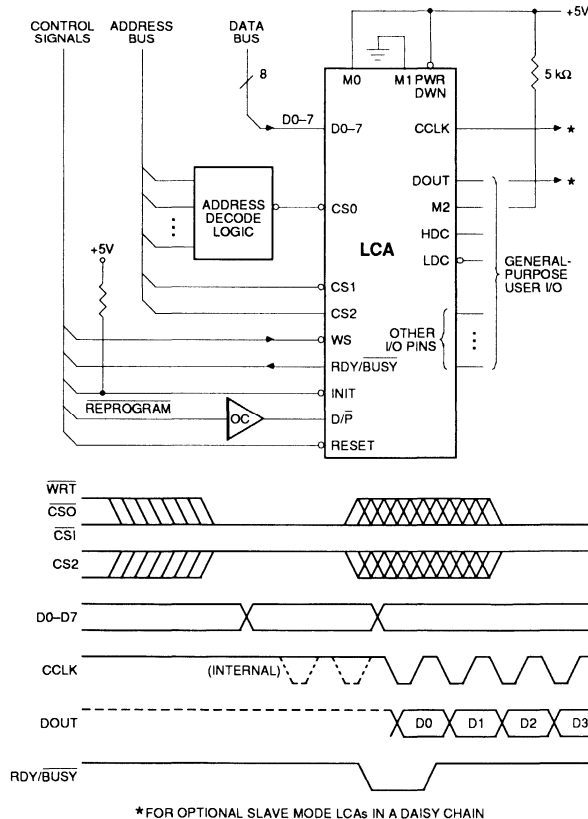 CONTROL SIGNALS
ADDRESS BUS
DATA BUS
+5V
8
M0
M1
PWR DWN
5 kΩ
D0–7
D0–7
CCLK
*
DOUT
*
ADDRESS DECODE LOGIC
CS0
M2
LCA
HDC
LDC
GENERAL-PURPOSE USER I/O
+5V
CS1
CS2
OTHER I/O PINS
WS
RDY/BUSY
INIT
REPROGRAM
OC
D/P
RESET
WRT
CSO
CSI
CS2
D0–D7
CCLK
(INTERNAL)
DOUT
D0
D1
D2
D3
RDY/BUSY
*FOR OPTIONAL SLAVE MODE LCAs IN A DAISY CHAIN